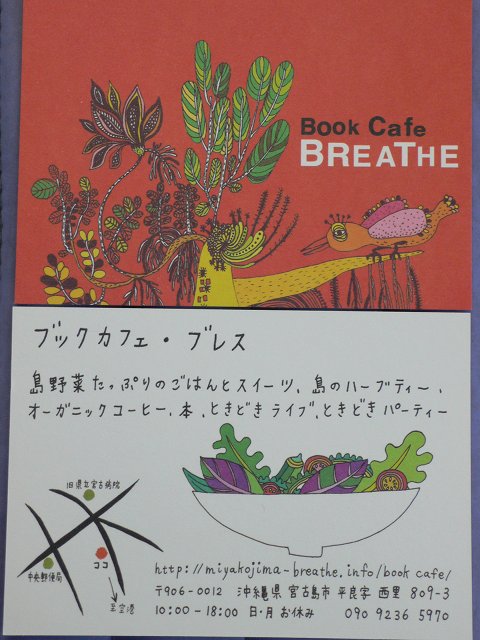 Book Cafe
BREATHE
ブックカフェ・ブレス
島野菜たっぷりのごはんとスイーツ、島のハーブティー、
オーガニックコーヒー、本、ときどきライブ、ときどきパーティー
旧県立宮古病院
中央郵便局
ココ
至空港
http://miyakojima-breathe.info/book cafe/
〒906-0012 沖縄県宮古島市平良字西里809-3
10:00-18:00 日・月お休み 090 9236 5970